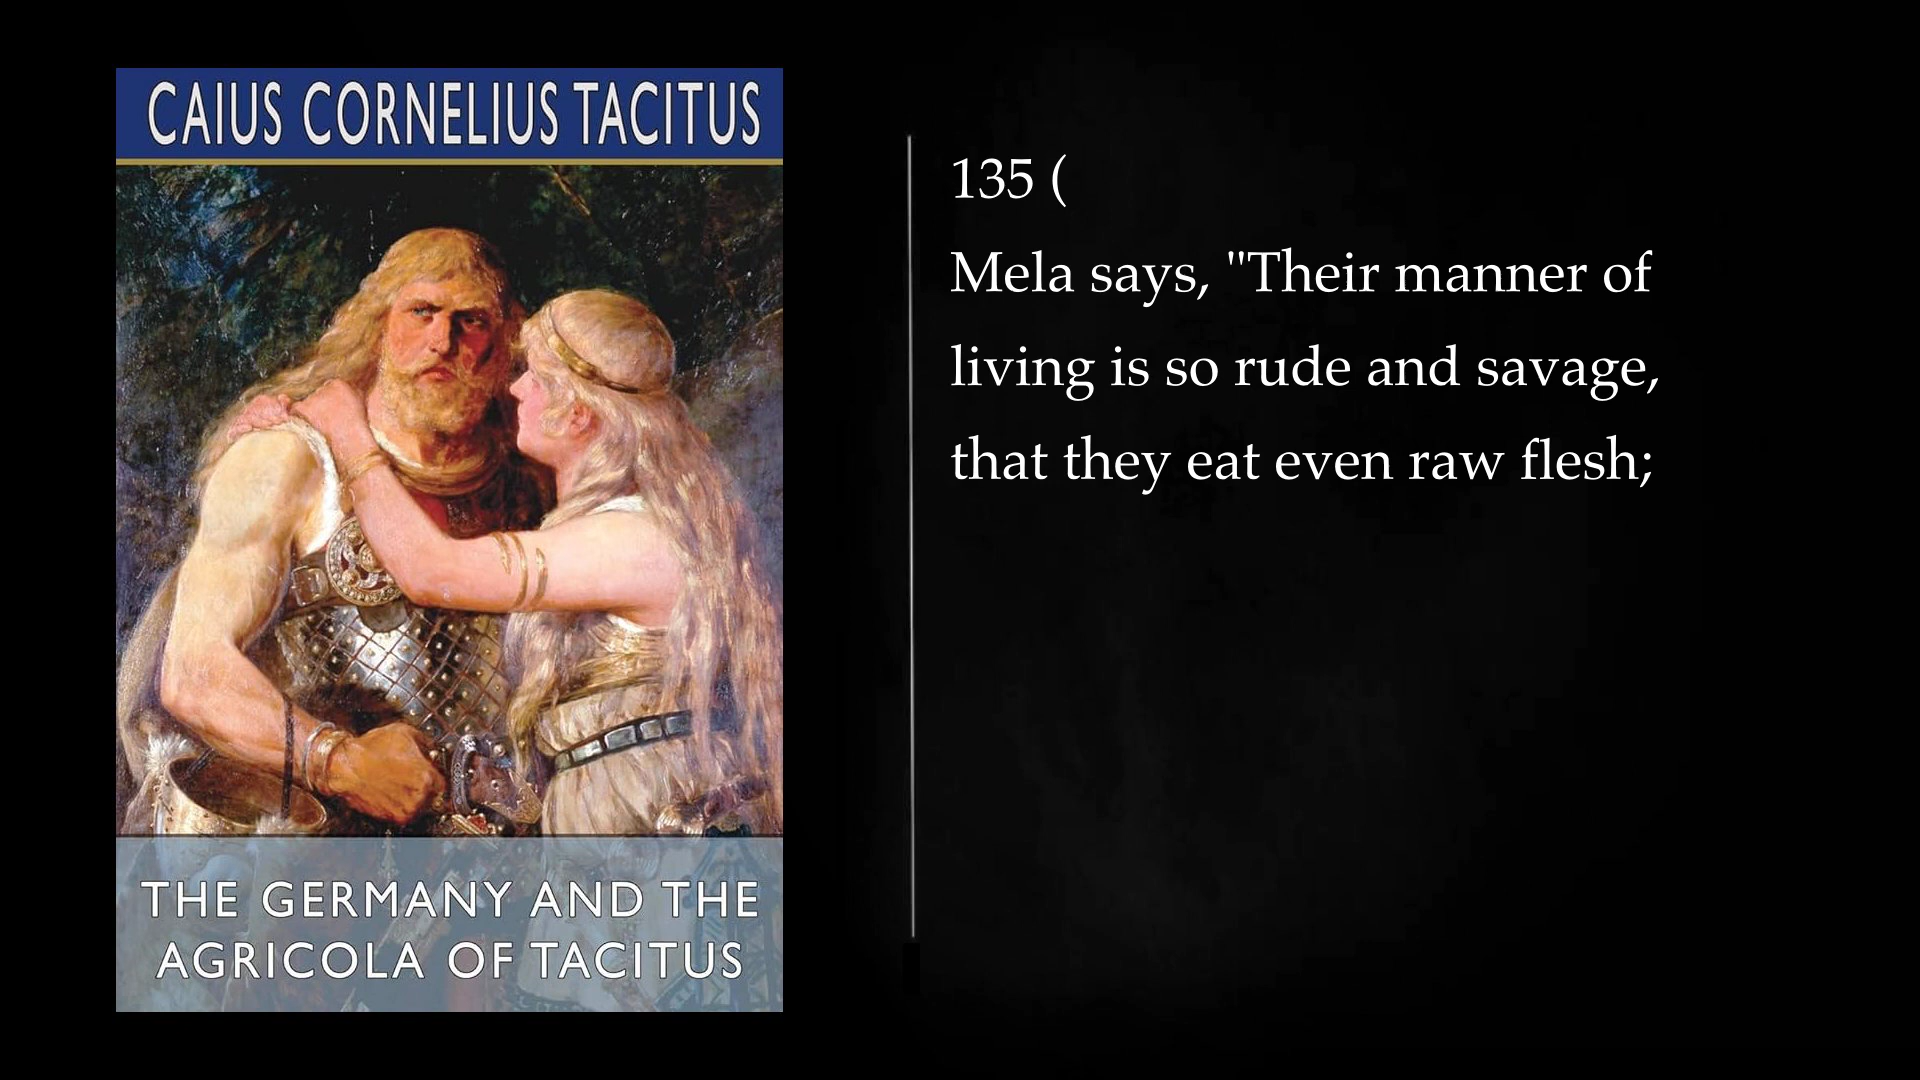 CAIUS CORNELIUS TACITUS
THE GERMANY AND THE
AGRICOLA OF TACITUS
135 (
Mela says, "Their manner of
living is so rude and savage,
that they eat even raw flesh;